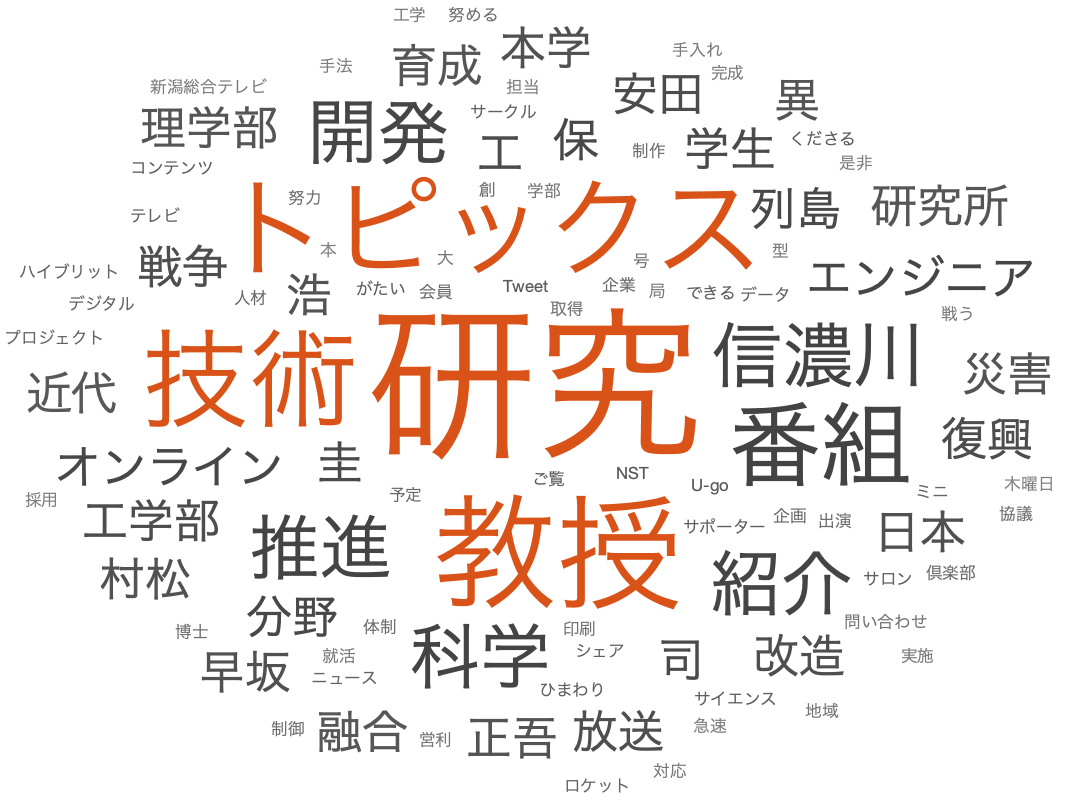 工学 努める
手法 育成 本学 手入れ
新潟総合テレビ 担当 安田 完成
理学部 開発 サークル 異
コンテンツ 工 保 制作 学生 くださる
是非
努力 トピックス 創 学部 列島 研究所
テレビ 本 大 号 型
戦争 エンジニア
ハイブリット 人材 浩 がたい 会員 Tweet 企業 局 できる データ
デジタル 取得 戦う
プロジェクト 技術 研究 信濃川 災害
近代 番組 復興
オンライン 圭 ご覧 NST U-go ミニ 木曜日
採用 予定 教授 サポーター 企画 出演 日本 協議
工学部 推進
村松 紹介 サロン 倶楽部
分野 体制 印刷 問い合わせ
博士 科学 シェア 司 改造 実施
早坂 就活
ニュース ひまわり サイエンス 地域
制御 融合 営利 正吾 放送 急速
ロケット 対応